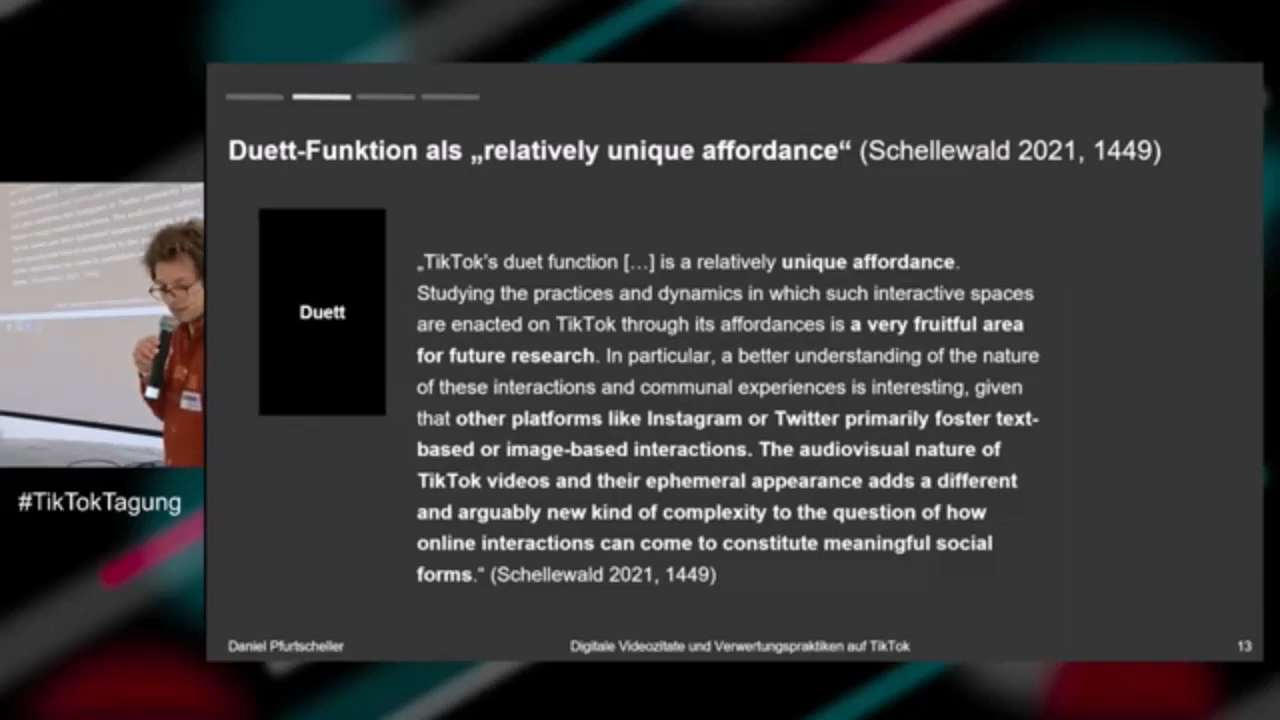 Duett-Funktion als „relatively unique affordance“ (Schellewald 2021, 1449)
Duett
„TikTok's duet function […] is a relatively unique affordance.
Studying the practices and dynamics in which such interactive spaces
are enacted on TikTok through its affordances is a very fruitful area
for future research. In particular, a better understanding of the nature
of these interactions and communal experiences is interesting, given
that other platforms like Instagram or Twitter primarily foster text-
based or image-based interactions. The audiovisual nature of
TikTok videos and their ephemeral appearance adds a different
and arguably new kind of complexity to the question of how
online interactions can come to constitute meaningful social
forms.“ (Schellewald 2021, 1449)
#TikTokTagung
Daniel Pfurtscheller
Digitale Videozitate und Verwertungspraktiken auf TikTok
13